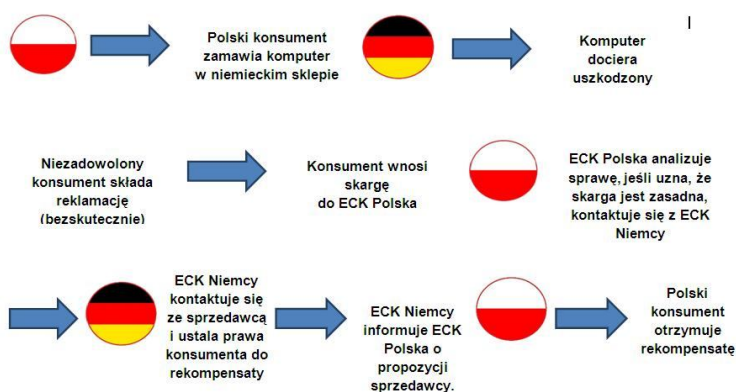 Polski konsument
zamawia komputer
w niemieckim sklepie
Komputer
dociera
uszkodzony
Niezadowolony
konsument składa
reklamację
(bezskutecznie)
Konsument wnosi
skargę
do ECK Polska
ECK Polska analizuje
sprawę, jeśli uzna, że
skarga jest zasadna,
kontaktuje się z ECK
Niemcy
ECK Niemcy
kontaktuje się
ze sprzedawcą
i ustala prawa
konsumenta do
rekompensaty
ECK Niemcy
informuje ECK
Polska o
propozycji
sprzedawcy.
Polski
konsument
otrzymuje
rekompensatę